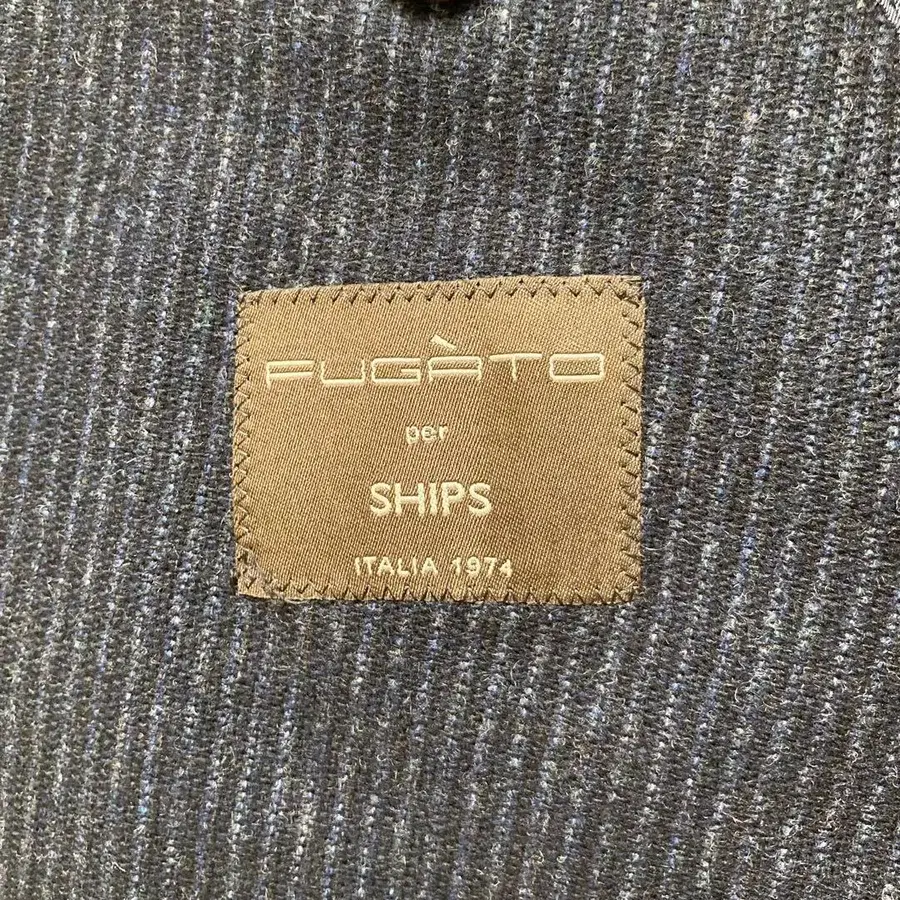 FUGÀTO
per
SHIPS
ITALIA 1974